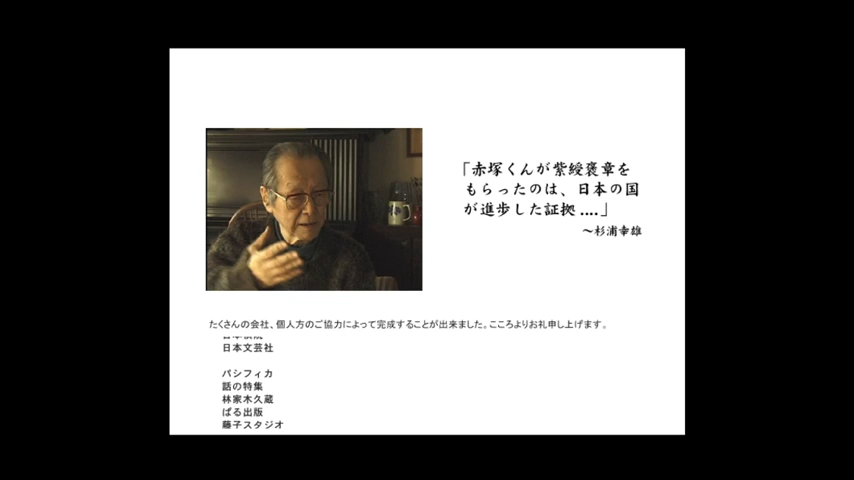 「赤塚くんが紫綬褒章を
もらったのは、日本の国
が進歩した証拠....」
～杉浦幸雄
たくさんの会社、個人方のご協力によって完成することが出来ました。こころよりお礼申し上げます。
日本文芸社
パシフィカ
話の特集
林家木久蔵
ぱる出版
藤子スタジオ